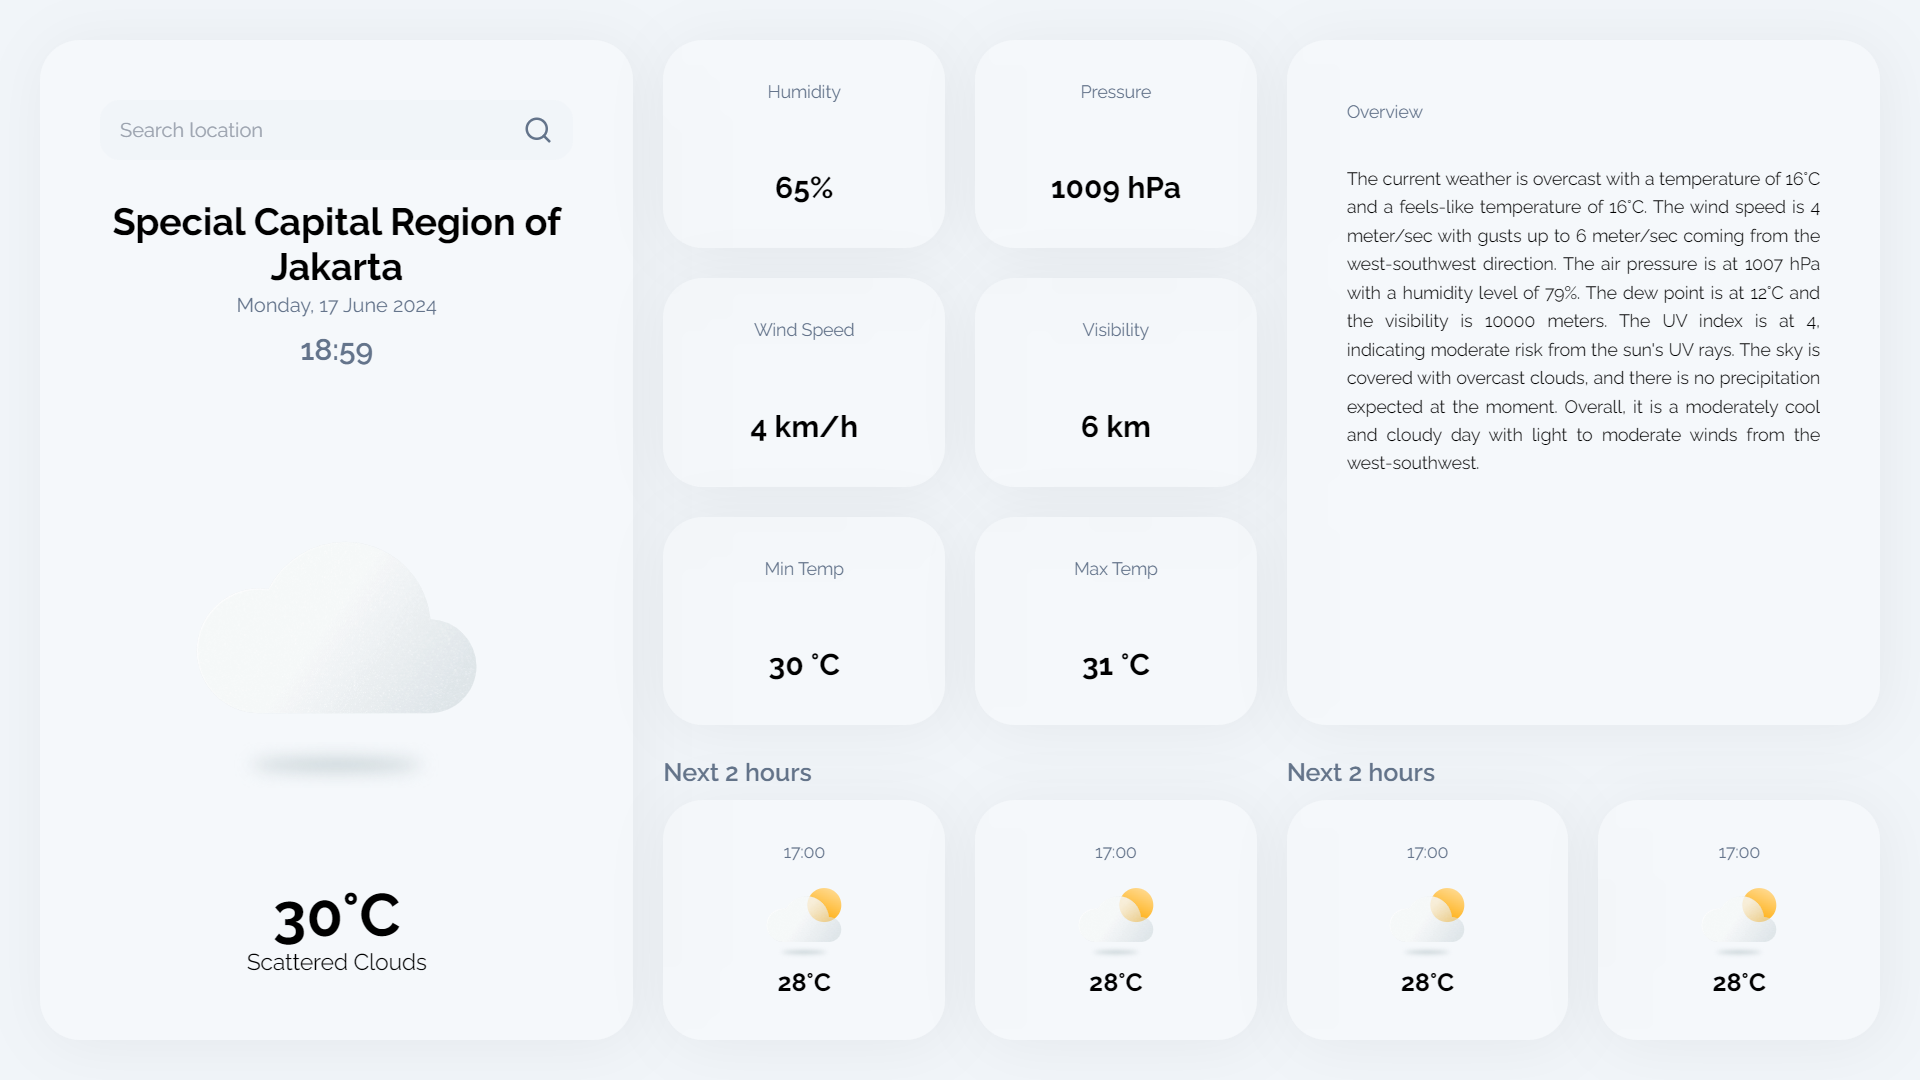 Search location
Special Capital Region of
Jakarta
Monday, 17 June 2024
18:59
30°C
Scattered Clouds
Humidity
65%
Pressure
1009 hPa
Wind Speed
4 km/h
Visibility
6 km
Min Temp
30 °C
Max Temp
31 °C
Overview
The current weather is overcast with a temperature of 16°C
and a feels-like temperature of 16°C. The wind speed is 4
meter/sec with gusts up to 6 meter/sec coming from the
west-southwest direction. The air pressure is at 1007 hPa
with a humidity level of 79%. The dew point is at 12°C and
the visibility is 10000 meters. The UV index is at 4,
indicating moderate risk from the sun's UV rays. The sky is
covered with overcast clouds, and there is no precipitation
expected at the moment. Overall, it is a moderately cool
and cloudy day with light to moderate winds from the
west-southwest.
Next 2 hours
17:00
28°C
17:00
28°C
Next 2 hours
17:00
28°C
17:00
28°C